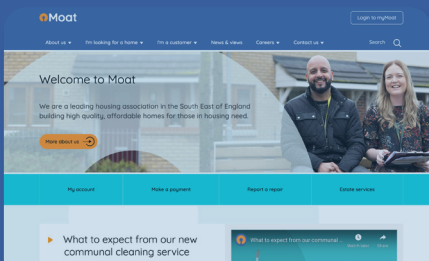 Moat
Login to myMoat
About us
I'm looking for a home
I'm a customer
News & views
Careers
Contact us
Search
Welcome to Moat
We are a leading housing association in the South East of England
building high quality, affordable homes for those in housing need.
More about us
My account
Make a payment
Report a repair
Estate services
What to expect from our new
communal cleaning service
What to expect from our communal
Share